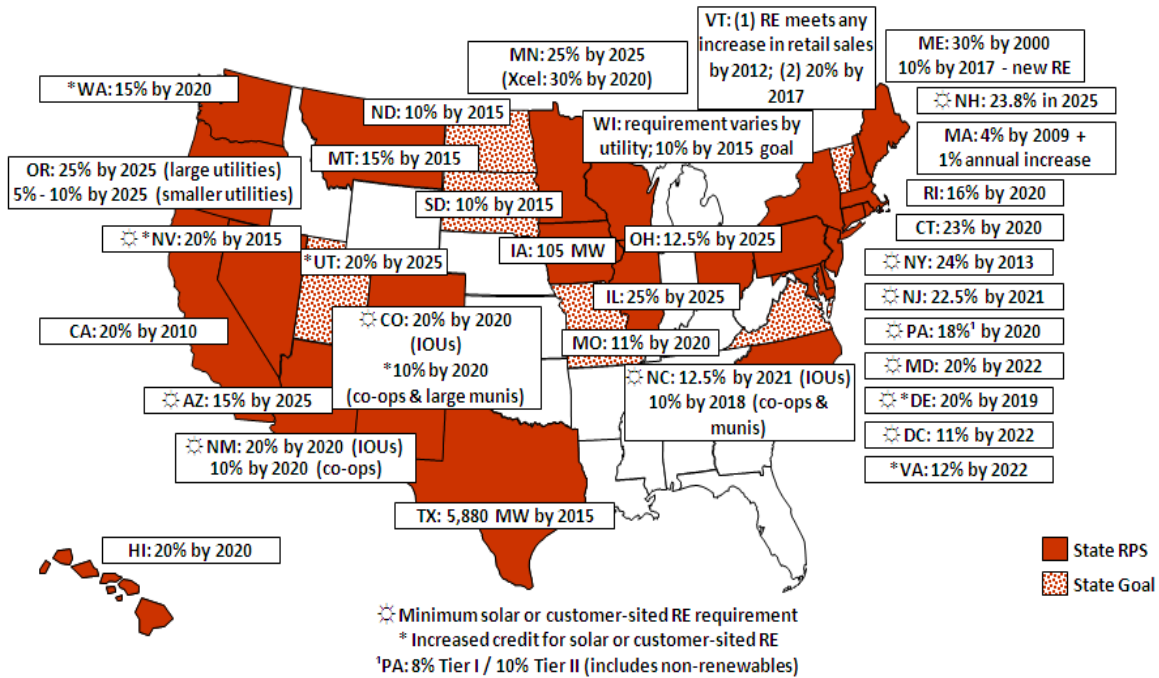 VT: (1) RE meets any
increase in retail sales
by 2012; (2) 20% by
2017
MN: 25% by 2025
(Xcel: 30% by 2020)
ME: 30% by 2000
10% by 2017 - new RE
*WA: 15% by 2020
☼ NH: 23.8% in 2025
ND: 10% by 2015
WI: requirement varies by
utility; 10% by 2015 goal
MA: 4% by 2009 +
1% annual increase
OR: 25% by 2025 (large utilities)
5% - 10% by 2025 (smaller utilities)
MT: 15% by 2015
SD: 10% by 2015
RI: 16% by 2020
CT: 23% by 2020
☼ *NV: 20% by 2015
IA: 105 MW
OH: 12.5% by 2025
*UT: 20% by 2025
☼ NY: 24% by 2013
IL: 25% by 2025
☼ NJ: 22.5% by 2021
CA: 20% by 2010
☼ CO: 20% by 2020
(IOUs)
*10% by 2020
(co-ops & large munis)
MO: 11% by 2020
☼ PA: 18%¹ by 2020
☼ NC: 12.5% by 2021 (IOUs)
10% by 2018 (co-ops &
munis)
☼ MD: 20% by 2022
☼ AZ: 15% by 2025
☼ *DE: 20% by 2019
☼ NM: 20% by 2020 (IOUs)
10% by 2020 (co-ops)
☼ DC: 11% by 2022
*VA: 12% by 2022
TX: 5,880 MW by 2015
HI: 20% by 2020
State RPS
State Goal
☼ Minimum solar or customer-sited RE requirement
* Increased credit for solar or customer-sited RE
¹PA: 8% Tier I / 10% Tier II (includes non-renewables)